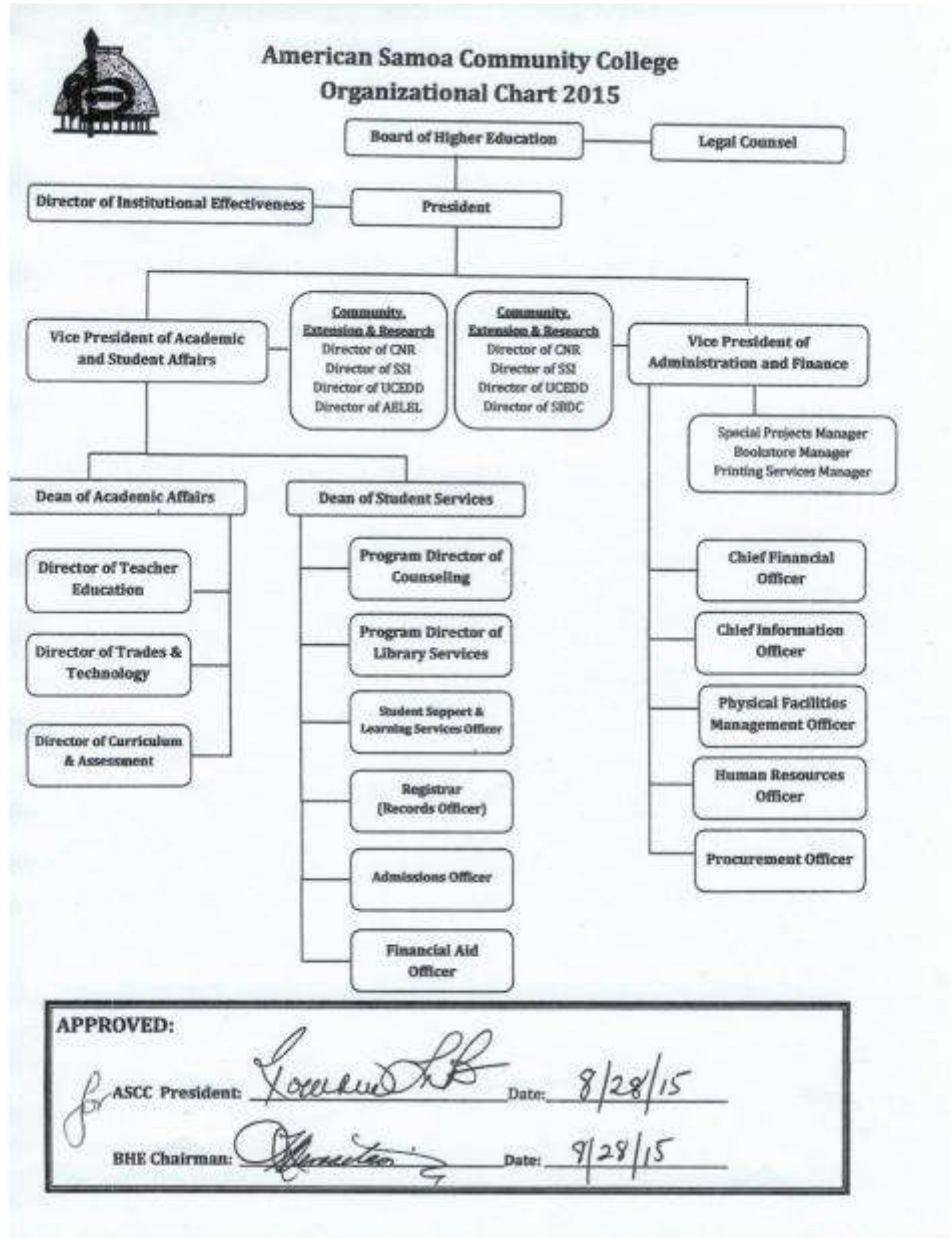 American Samoa Community College
Organizational Chart 2015
Board of Higher Education
Legal Counsel
Director of Institutional Effectiveness
President
Vice President of Academic
and Student Affairs
Community,
Extension & Research
Director of CNR
Director of SSI
Director of UCEDD
Director of AELEL
Community,
Extension & Research
Director of CNR
Director of SSI
Director of UCEDD
Director of SBDC
Vice President of
Administration and Finance
Special Projects Manager
Bookstore Manager
Printing Services Manager
Dean of Academic Affairs
Dean of Student Services
Director of Teacher
Education
Director of Trades &
Technology
Director of Curriculum
& Assessment
Program Director of
Counseling
Program Director of
Library Services
Student Support &
Learning Services Officer
Registrar
(Records Officer)
Admissions Officer
Financial Aid
Officer
Chief Financial
Officer
Chief Information
Officer
Physical Facilities
Management Officer
Human Resources
Officer
Procurement Officer
APPROVED:
for ASCC President: Date: 8/28/15
BHE Chairman: Date: 8/28/15